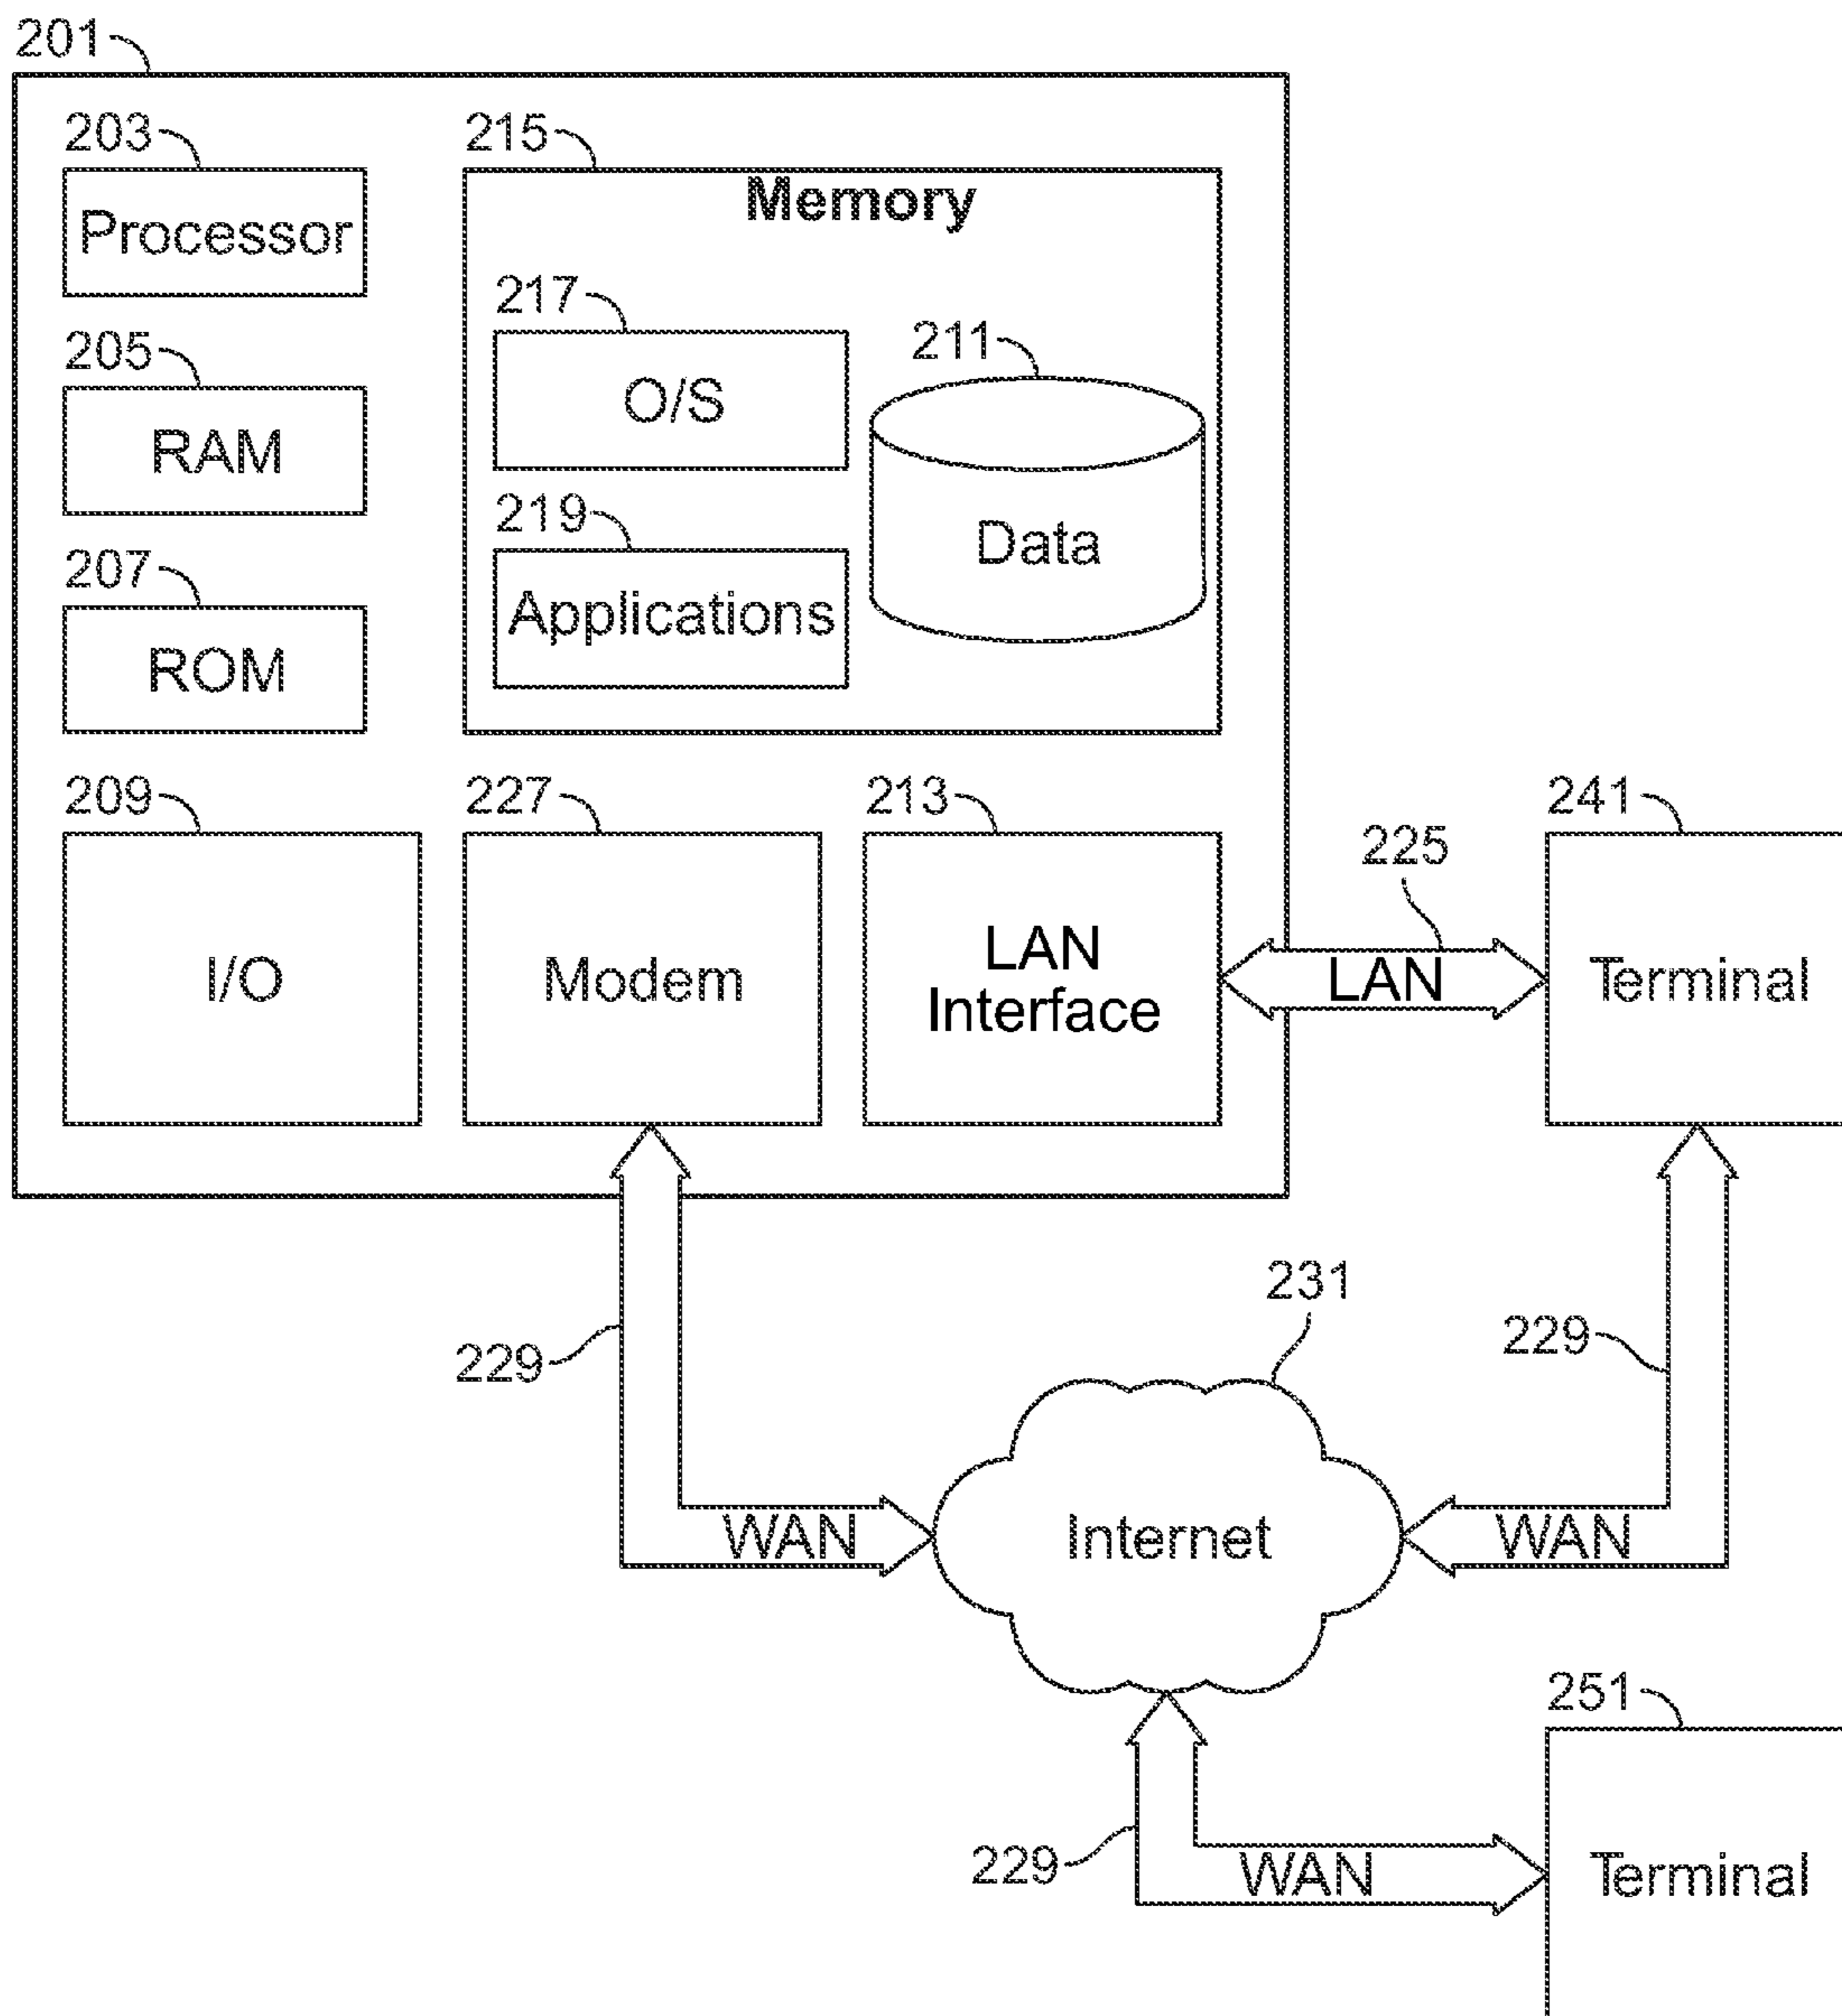 201
203
Processor
205
RAM
207
ROM
215
Memory
217
O/S
211
Data
219
Applications
209
I/O
227
Modem
213
LAN
Interface
225
LAN
241
Terminal
229
WAN
231
Internet
229
WAN
229
WAN
251
Terminal